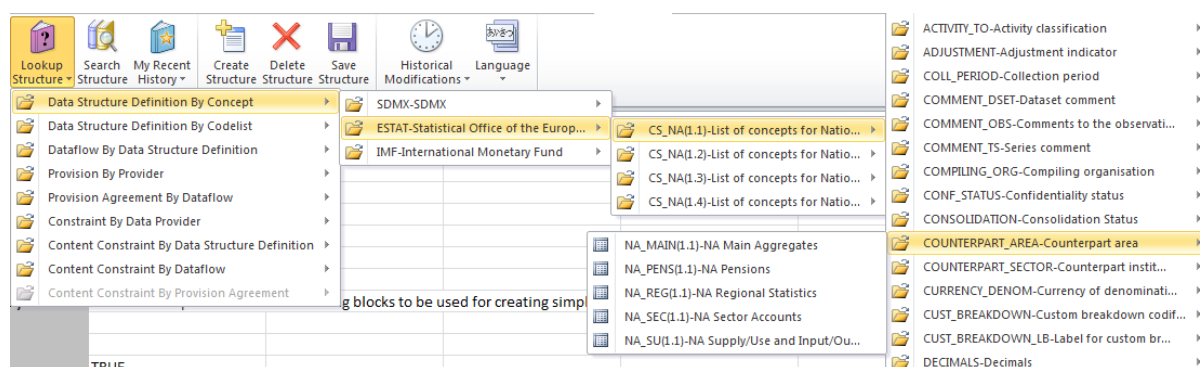 Lookup Structure
Search Structure
My Recent History
Create Structure
Delete Structure
Save Structure
Historical Modifications
あいきつ
Language
Data Structure Definition By Concept
Data Structure Definition By Codelist
Dataflow By Data Structure Definition
Provision By Provider
Provision Agreement By Dataflow
Constraint By Data Provider
Content Constraint By Data Structure Definition
Content Constraint By Dataflow
Content Constraint By Provision Agreement
SDMX-SDMX
ESTAT-Statistical Office of the Europ...
IMF-International Monetary Fund
CS_NA(1.1)-List of concepts for Natio...
CS_NA(1.2)-List of concepts for Natio...
CS_NA(1.3)-List of concepts for Natio...
CS_NA(1.4)-List of concepts for Natio...
NA_MAIN(1.1)-NA Main Aggregates
NA_PENS(1.1)-NA Pensions
NA_REG(1.1)-NA Regional Statistics
NA_SEC(1.1)-NA Sector Accounts
NA_SU(1.1)-NA Supply/Use and Input/Ou...
ACTIVITY_TO-Activity classification
ADJUSTMENT-Adjustment indicator
COLL_PERIOD-Collection period
COMMENT_DSET-Dataset comment
COMMENT_OBS-Comments to the observati...
COMMENT_TS-Series comment
COMPILING_ORG-Compiling organisation
CONF_STATUS-Confidentiality status
CONSOLIDATION-Consolidation Status
COUNTERPART_AREA-Counterpart area
COUNTERPART_SECTOR-Counterpart instit...
CURRENCY_DENOM-Currency of denominati...
CUST_BREAKDOWN-Custom breakdown codif...
CUST_BREAKDOWN_LB-Label for custom br...
DECIMALS-Decimals
g blocks to be used for creating simpl
TRUE